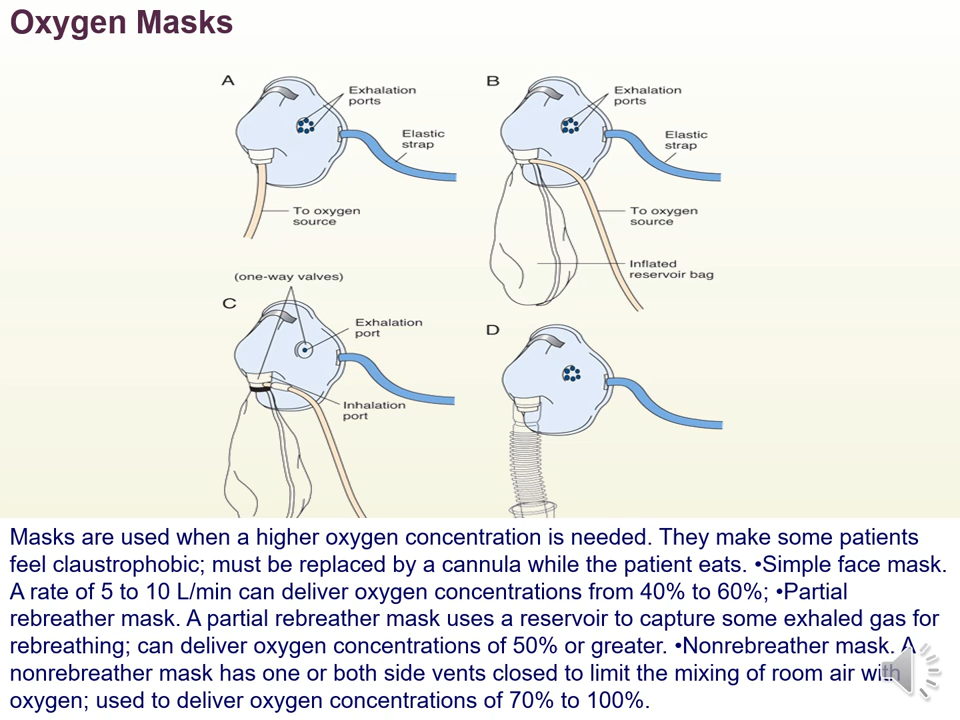 Oxygen Masks
A
Exhalation
ports
Elastic
strap
To oxygen
source
B
Exhalation
ports
Elastic
strap
To oxygen
source
Inflated
reservoir bag
(one-way valves)
C
Exhalation
port
Inhalation
port
D
Masks are used when a higher oxygen concentration is needed. They make some patients
feel claustrophobic; must be replaced by a cannula while the patient eats. •Simple face mask.
A rate of 5 to 10 L/min can deliver oxygen concentrations from 40% to 60%; •Partial
rebreather mask. A partial rebreather mask uses a reservoir to capture some exhaled gas for
rebreathing; can deliver oxygen concentrations of 50% or greater. •Nonrebreather mask. A
nonrebreather mask has one or both side vents closed to limit the mixing of room air with
oxygen; used to deliver oxygen concentrations of 70% to 100%.